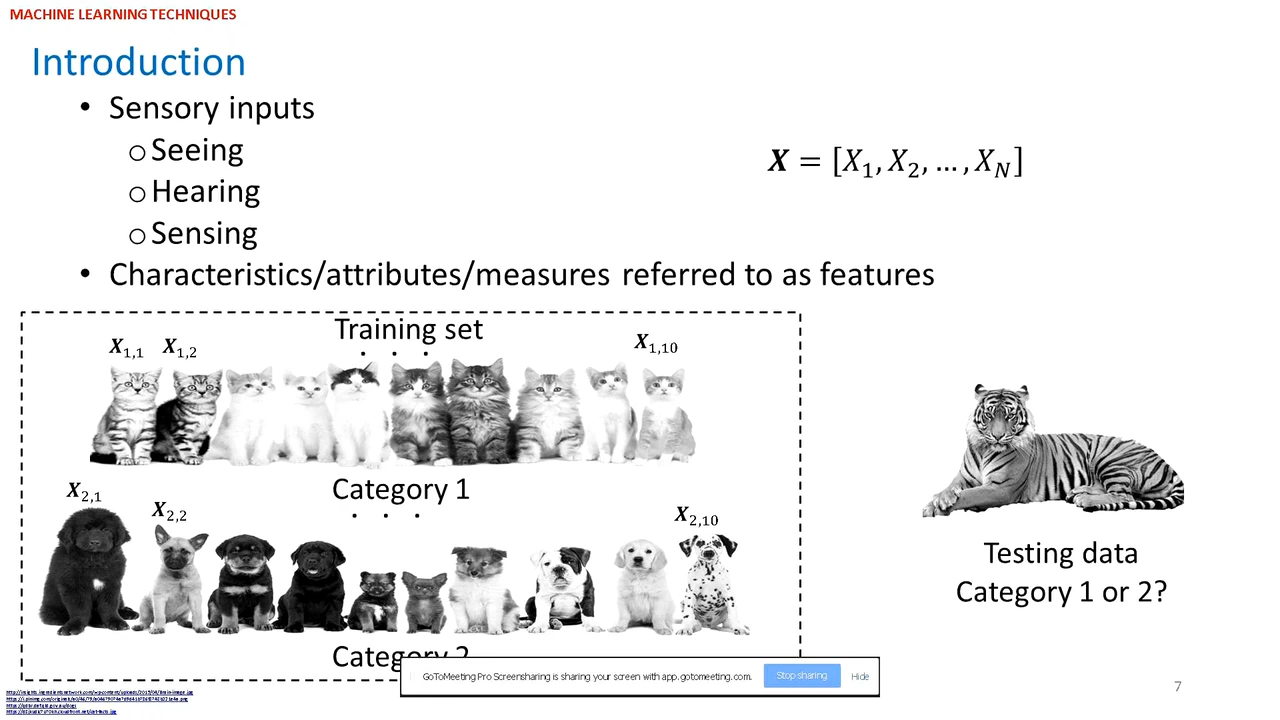 MACHINE LEARNING TECHNIQUES
Introduction
• Sensory inputs
o Seeing
o Hearing
o Sensing
X = [X₁, X₂, … , X_N]
• Characteristics/attributes/measures referred to as features
Training set
X₁,₁ X₁,₂ . . . X₁,₁₀
Category 1
X₂,₁ X₂,₂ . . . X₂,₁₀
Category 2
Testing data
Category 1 or 2?
GoToMeeting Pro Screensharing is sharing your screen with app.gotomeeting.com.
Stop sharing
Hide
7